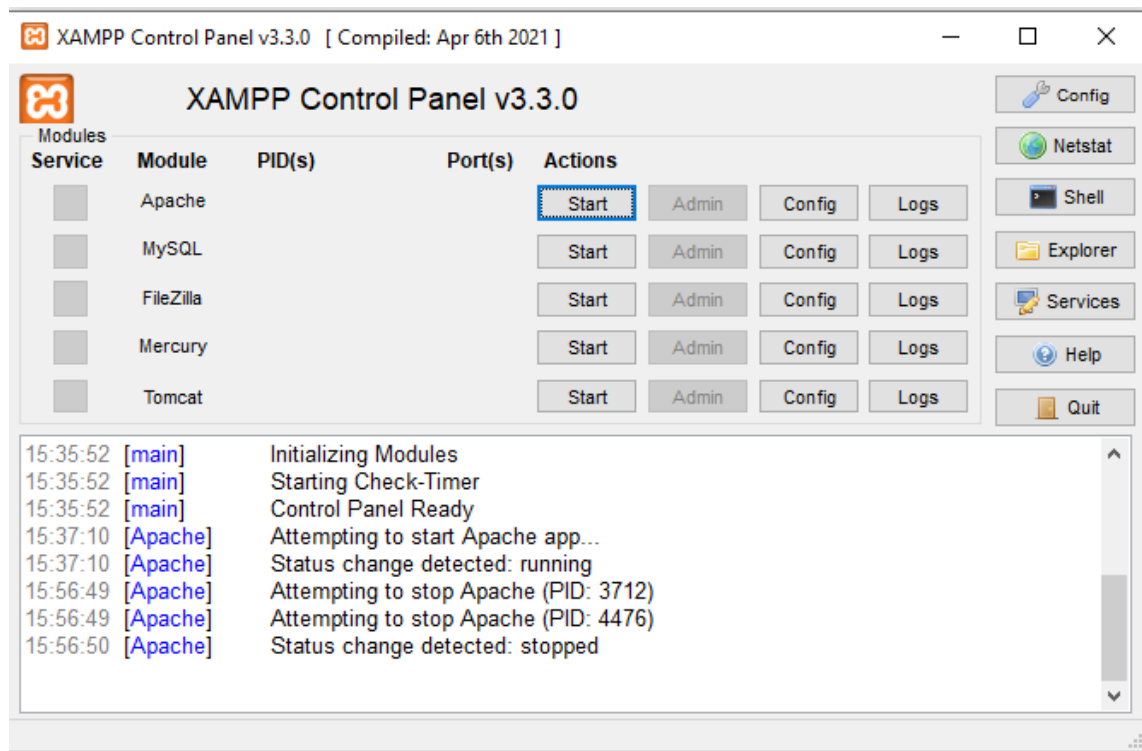 XAMPP Control Panel v3.3.0 [ Compiled: Apr 6th 2021 ]
XAMPP Control Panel v3.3.0
Config
Modules
Netstat
Service Module PID(s) Port(s) Actions
Apache Start Admin Config Logs
Shell
MySQL Start Admin Config Logs
Explorer
FileZilla Start Admin Config Logs
Services
Mercury Start Admin Config Logs
Help
Tomcat Start Admin Config Logs
Quit
15:35:52 [main] Initializing Modules
15:35:52 [main] Starting Check-Timer
15:35:52 [main] Control Panel Ready
15:37:10 [Apache] Attempting to start Apache app...
15:37:10 [Apache] Status change detected: running
15:56:49 [Apache] Attempting to stop Apache (PID: 3712)
15:56:49 [Apache] Attempting to stop Apache (PID: 4476)
15:56:50 [Apache] Status change detected: stopped